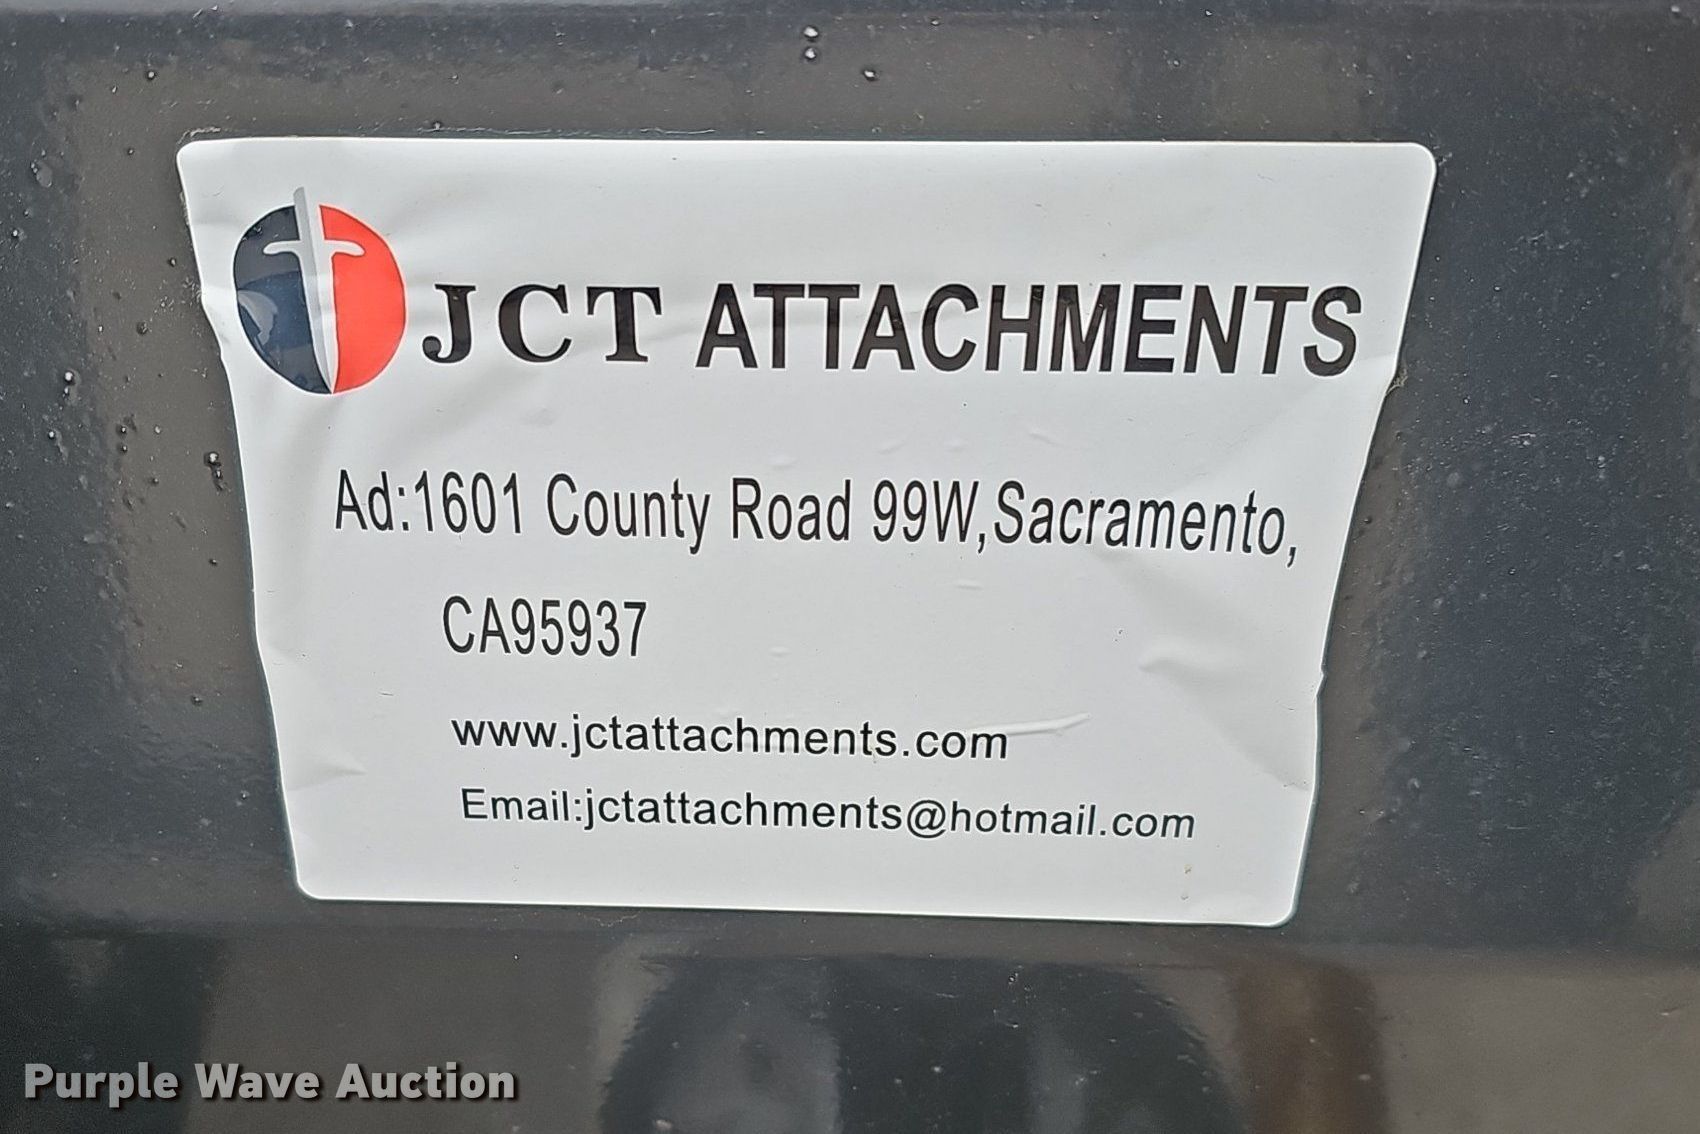 JCT ATTACHMENTS
Ad:1601 County Road 99W,Sacramento,
CA95937
www.jctattachments.com
Email:jctattachments@hotmail.com
Purple Wave Auction